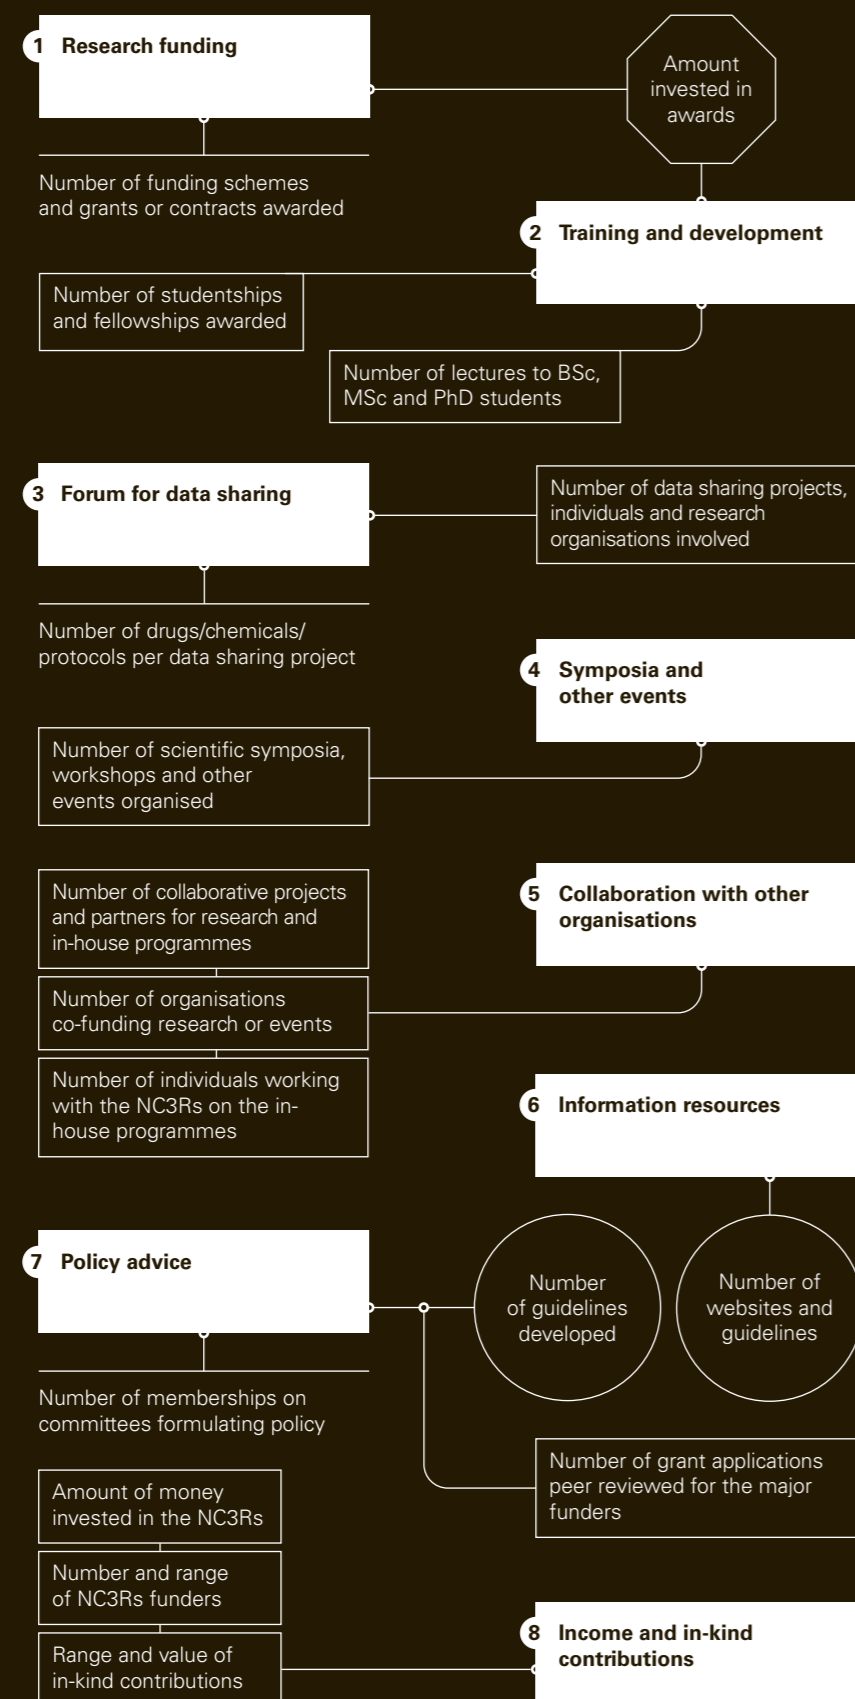 1 Research funding
Amount
invested in
awards
Number of funding schemes
and grants or contracts awarded
2 Training and development
Number of studentships
and fellowships awarded
Number of lectures to BSc,
MSc and PhD students
3 Forum for data sharing
Number of data sharing projects,
individuals and research
organisations involved
Number of drugs/chemicals/
protocols per data sharing project
4 Symposia and
other events
Number of scientific symposia,
workshops and other
events organised
Number of collaborative projects
and partners for research and
in-house programmes
5 Collaboration with other
organisations
Number of organisations
co-funding research or events
Number of individuals working
with the NC3Rs on the in-
house programmes
6 Information resources
7 Policy advice
Number
of guidelines
developed
Number of
websites and
guidelines
Number of memberships on
committees formulating policy
Number of grant applications
peer reviewed for the major
funders
Amount of money
invested in the NC3Rs
Number and range
of NC3Rs funders
Range and value of
in-kind contributions
8 Income and in-kind
contributions